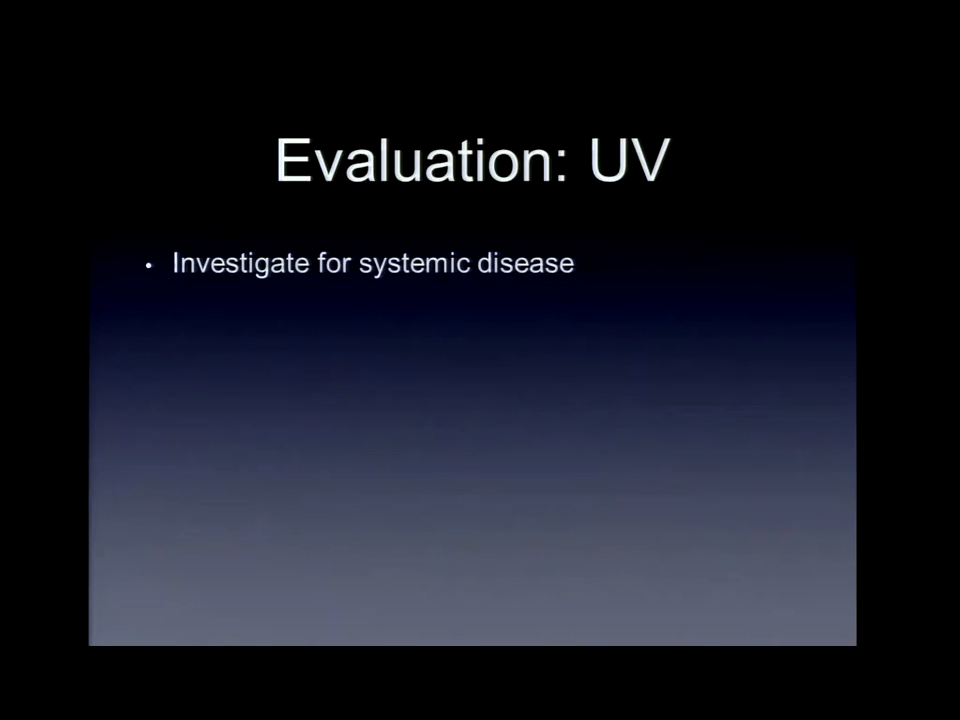 Evaluation: UV
• Investigate for systemic disease